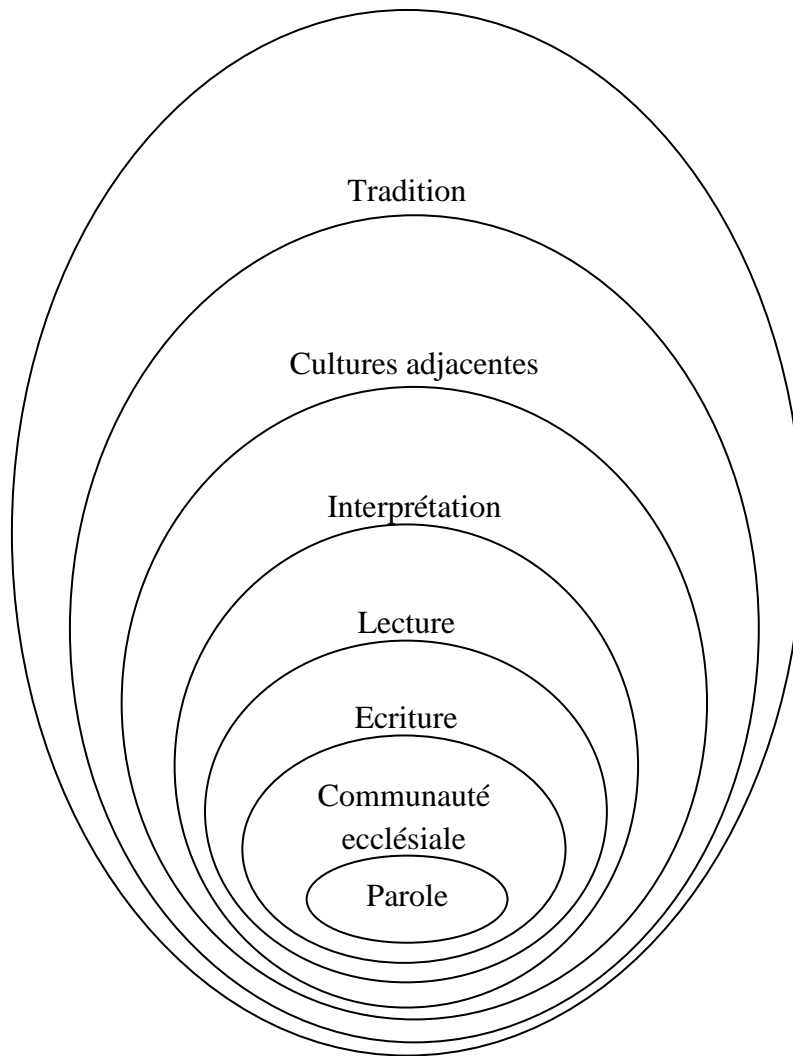 Tradition
Cultures adjacentes
Interprétation
Lecture
Ecriture
Communauté
ecclésiale
Parole